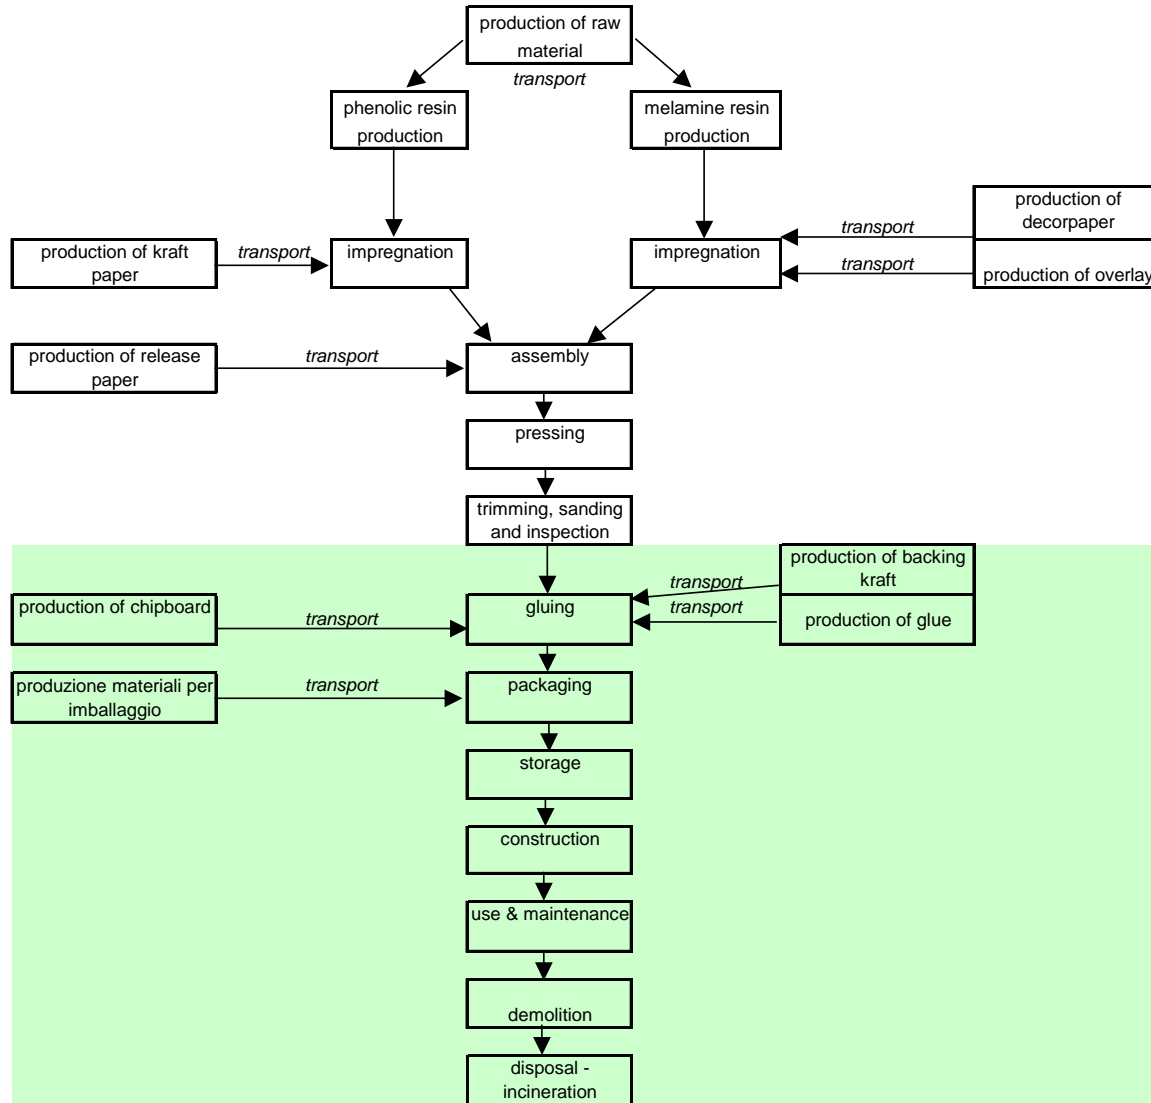 production of raw
material
transport
phenolic resin
production
melamine resin
production
production of
decorpaper
transport
production of kraft
paper
transport
impregnation
impregnation
transport
production of overlay
production of release
paper
transport
assembly
pressing
trimming, sanding
and inspection
production of backing
kraft
transport
production of chipboard
transport
gluing
transport
production of glue
produzione materiali per
imballaggio
transport
packaging
storage
construction
use & maintenance
demolition
disposal -
incineration